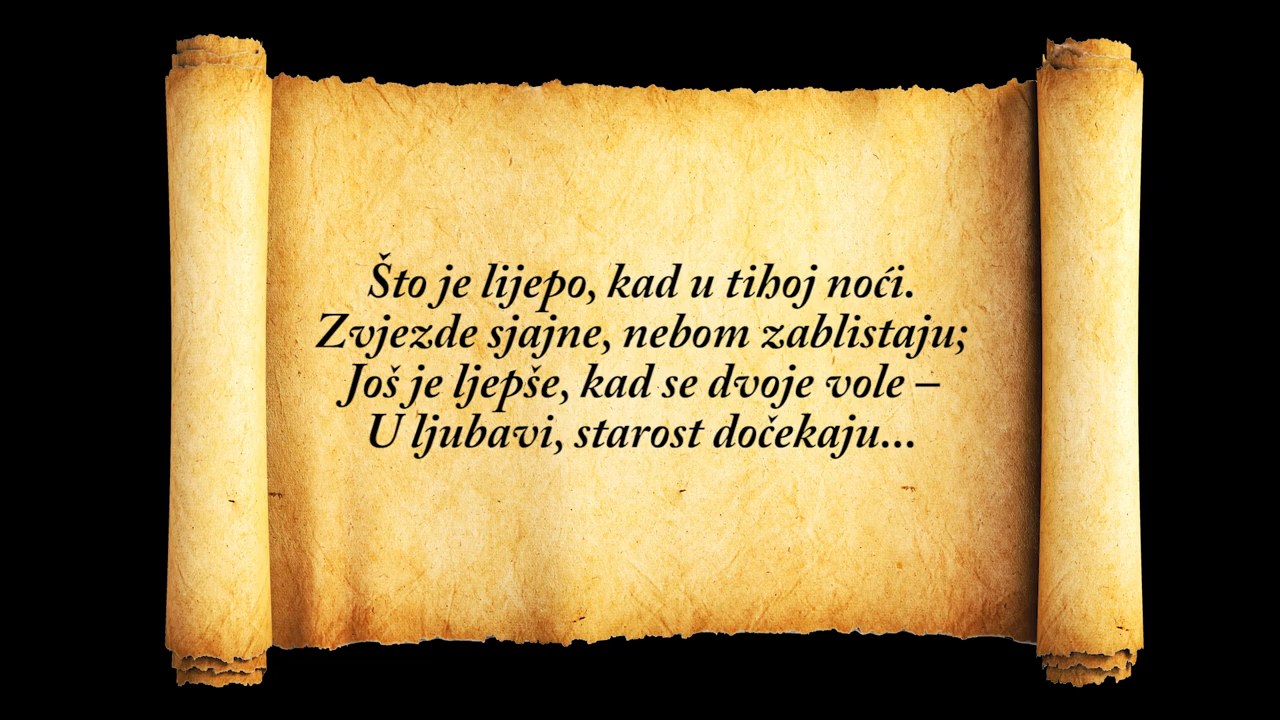 Što je lijepo, kad u tihoj noći.
Zvjezde sjajne, nebom zablistaju;
Još je ljepše, kad se dvoje vole –
U ljubavi, starost dočekaju...